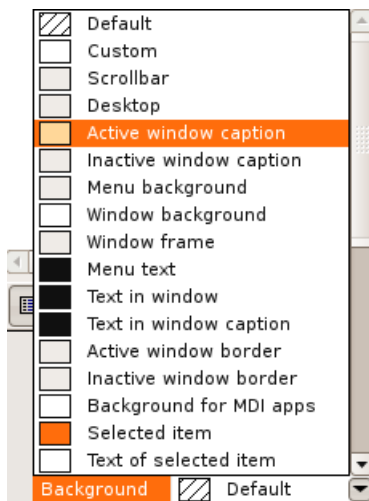 Default
Custom
Scrollbar
Desktop
Active window caption
Inactive window caption
Menu background
Window background
Window frame
Menu text
Text in window
Text in window caption
Active window border
Inactive window border
Background for MDI apps
Selected item
Text of selected item
Background Default